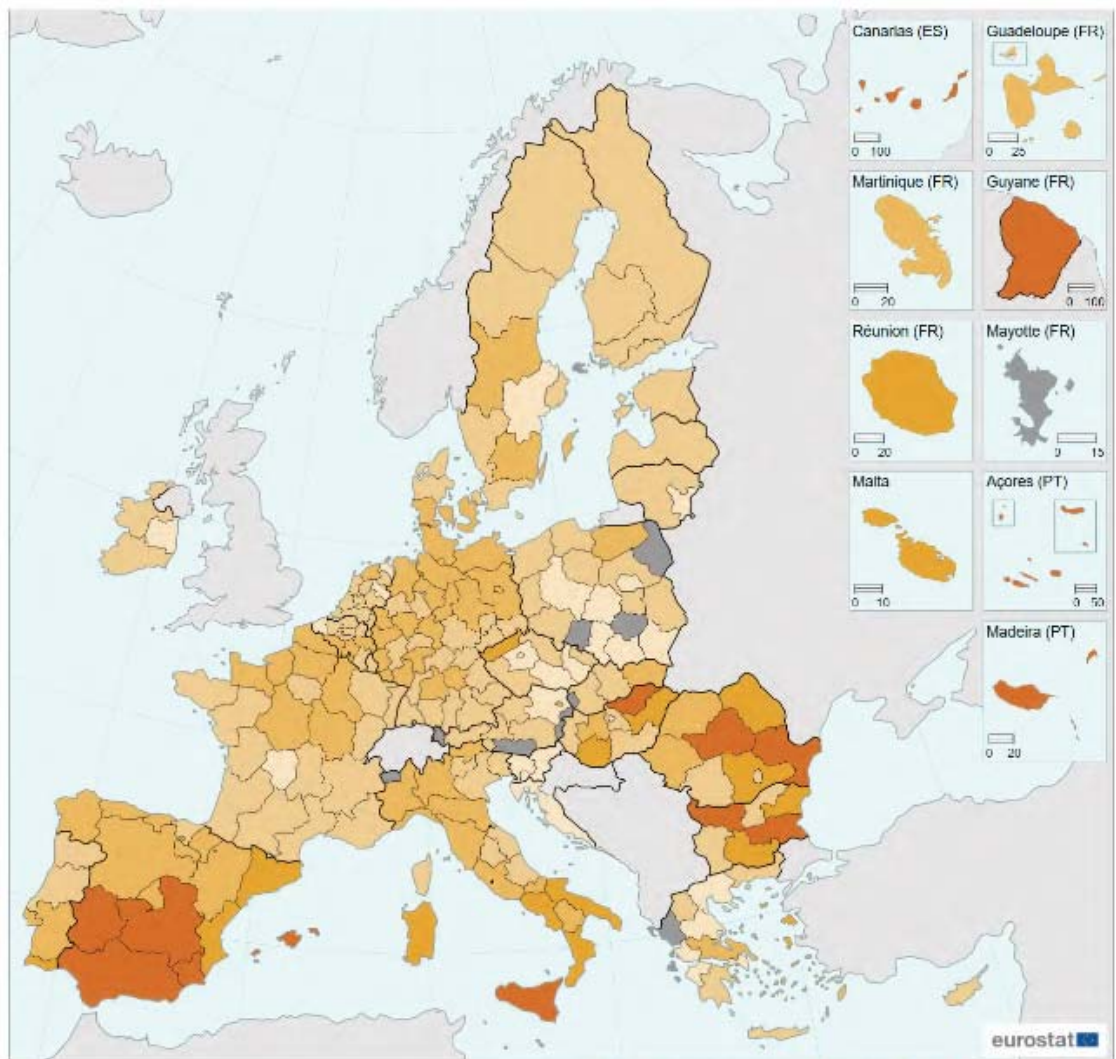 Canarias (ES)
0 100
Guadeloupe (FR)
0 25
Martinique (FR)
0 20
Guyane (FR)
0 100
Réunion (FR)
0 20
Mayotte (FR)
0 15
Malta
0 10
Açores (PT)
0 50
Madeira (PT)
0 20
eurostat